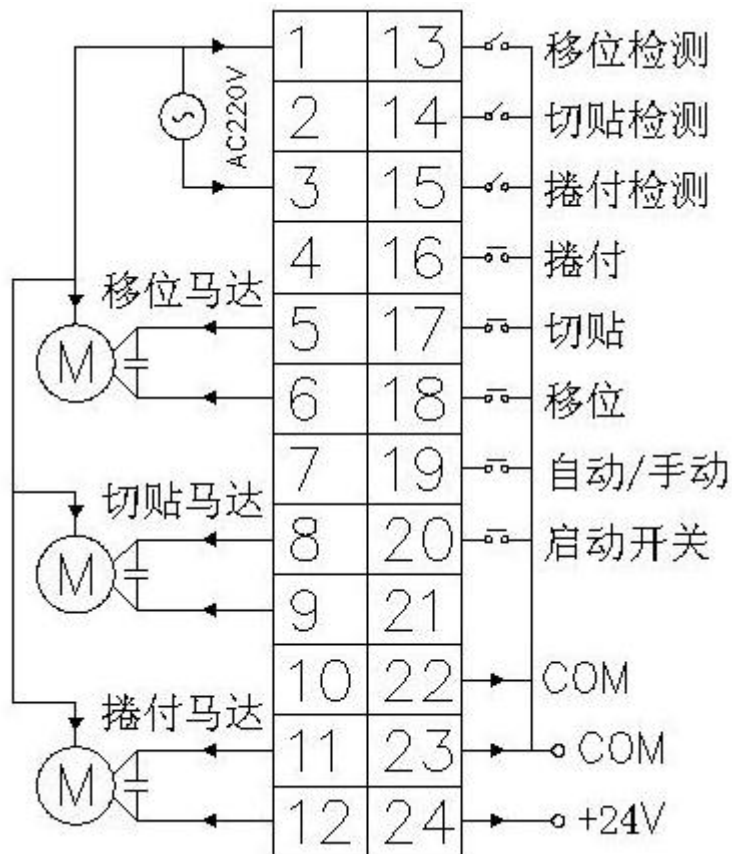 1 13 移位检测
AC220V
2 14 切贴检测
3 15 捲付检测
4 16 捲付
移位马达
M
5 17 切贴
6 18 移位
7 19 自动/手动
切贴马达
M
8 20 启动开关
9 21
10 22 COM
捲付马达
M
11 23 COM
12 24 +24V